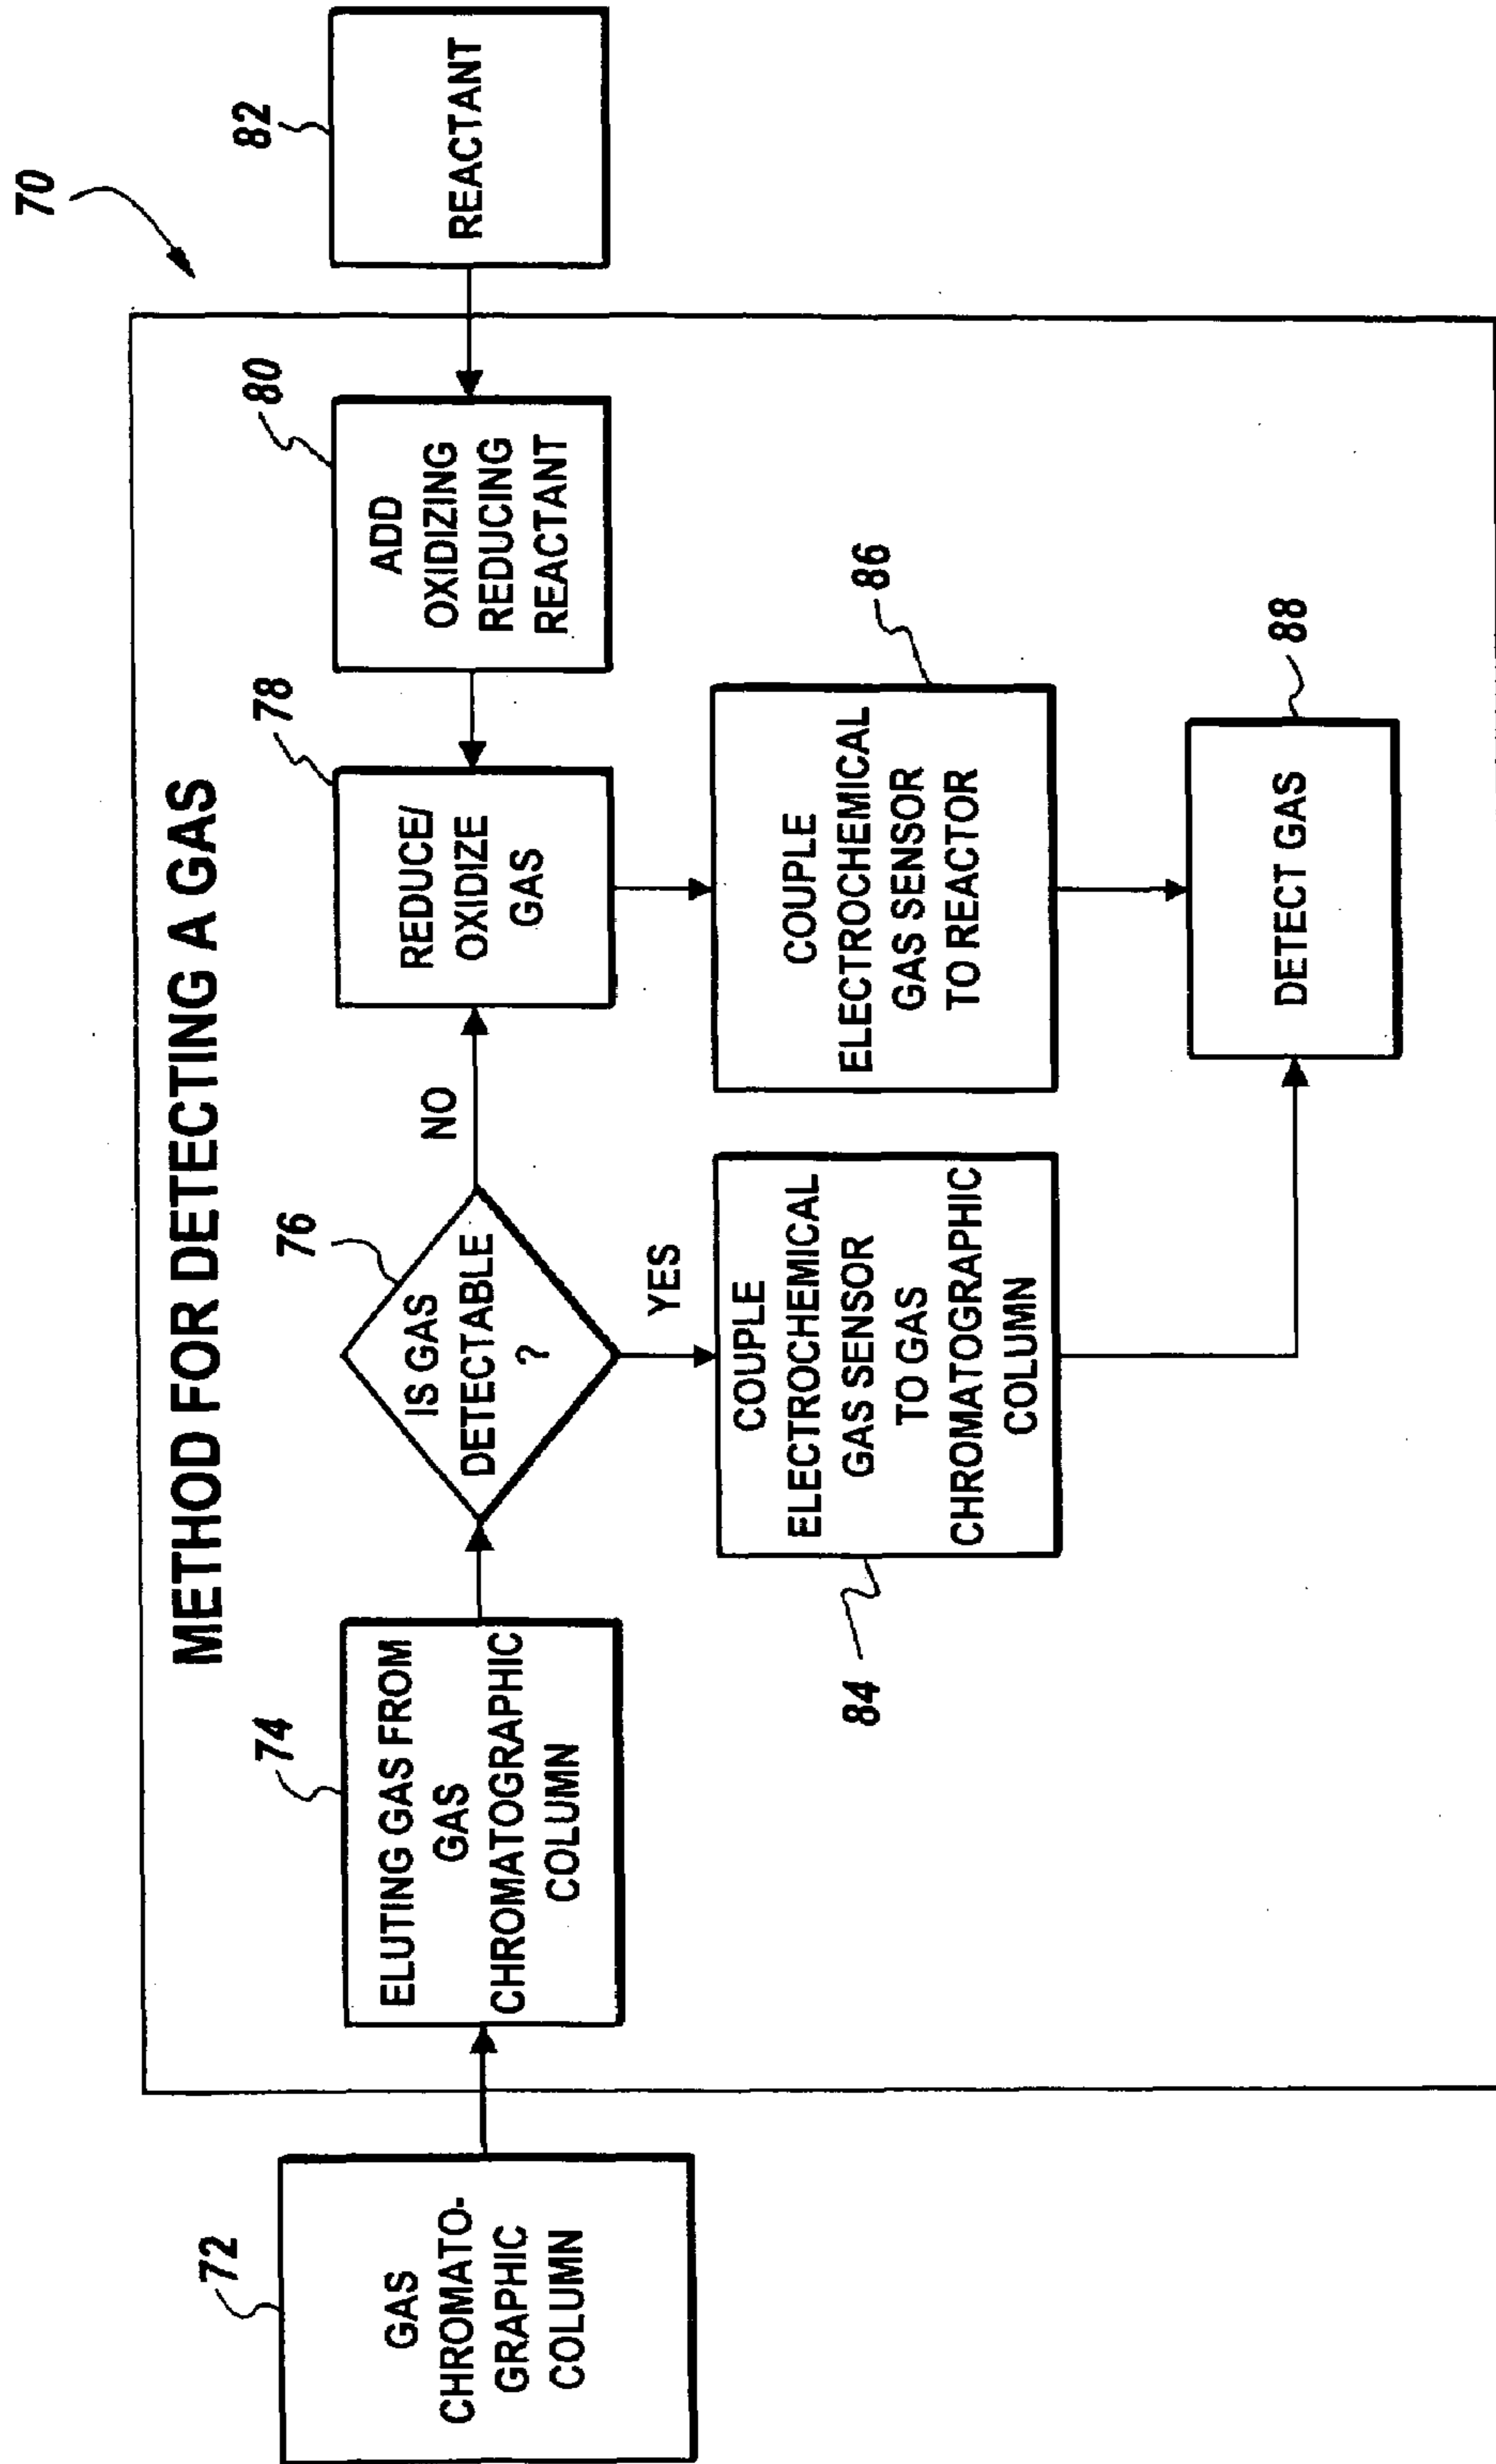 METHOD FOR DETECTING A GAS
70
72
GAS
CHROMATO-
GRAPHIC
COLUMN
74
ELUTING GAS FROM
GAS
CHROMATOGRAPHIC
COLUMN
76
IS GAS
DETECTABLE
?
NO
YES
78
REDUCE/
OXIDIZE
GAS
80
ADD
OXIDIZING
REDUCING
REACTANT
82
REACTANT
84
COUPLE
ELECTROCHEMICAL
GAS SENSOR
TO GAS
CHROMATOGRAPHIC
COLUMN
86
COUPLE
ELECTROCHEMICAL
GAS SENSOR
TO REACTOR
88
DETECT GAS